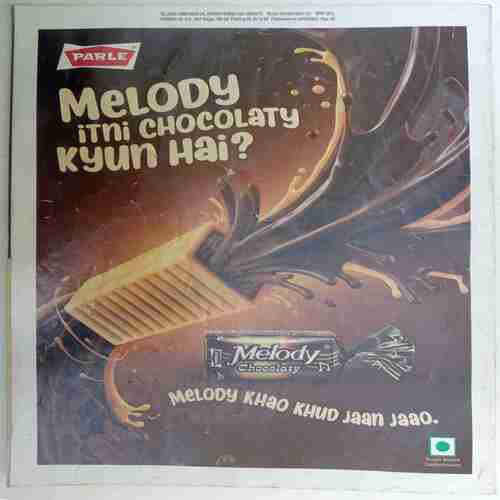 PARLE
MeLODY
iTNi CHOCOLATY
KYUN Hai?
Melody
Chocolaty
MeLODY KHAO KHUD JaaN JaaO.